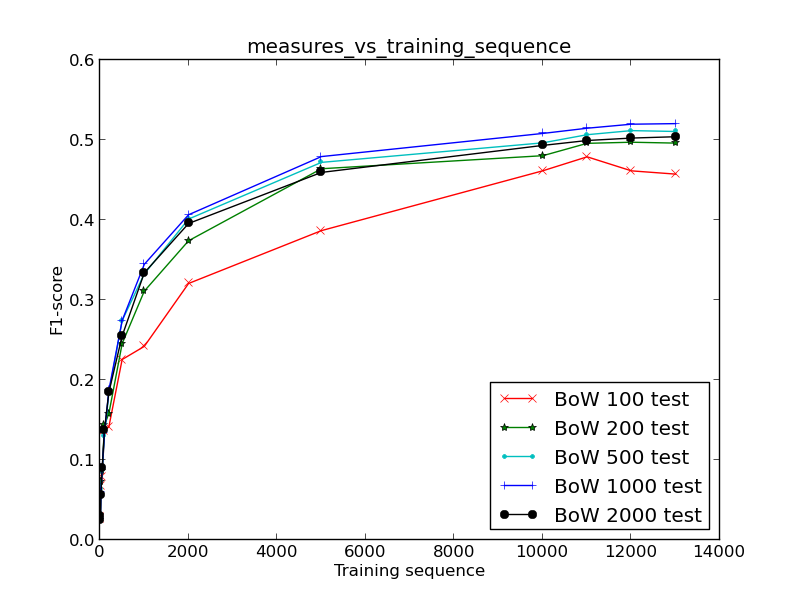 measures_vs_training_sequence
0.6
0.5
0.4
0.3
0.2
0.1
0.0
F1-score
BoW 100 test
BoW 200 test
BoW 500 test
BoW 1000 test
BoW 2000 test
0 2000 4000 6000 8000 10000 12000 14000
Training sequence